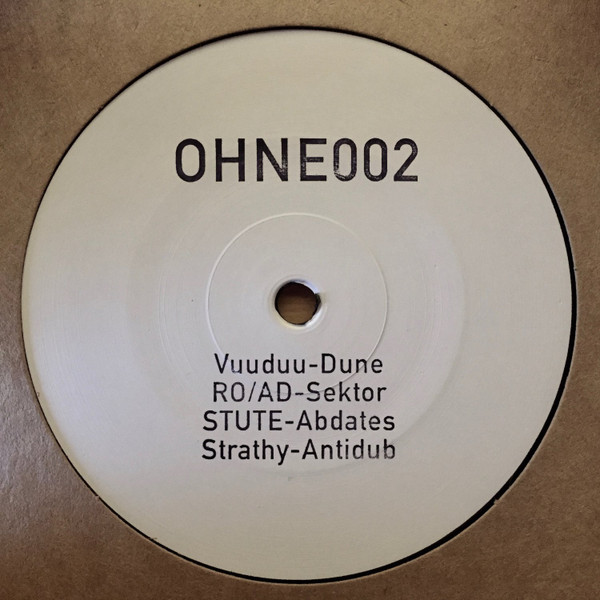 OHNE002
Vuuduu-Dune
RO/AD-Sektor
STUTE-Abdates
Strathy-Antidub